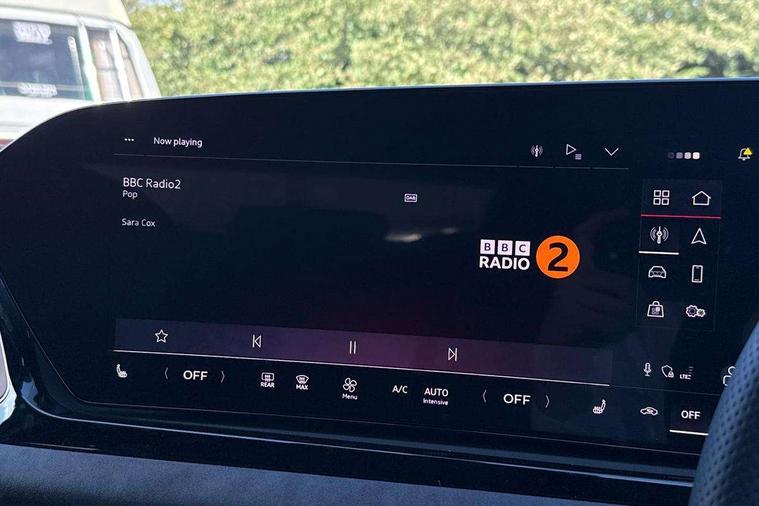 Now playing
BBC Radio2
Pop
DAB
Sara Cox
BBC
RADIO 2
LTE
OFF
REAR
MAX
Menu
A/C
AUTO
Intensive
OFF
OFF